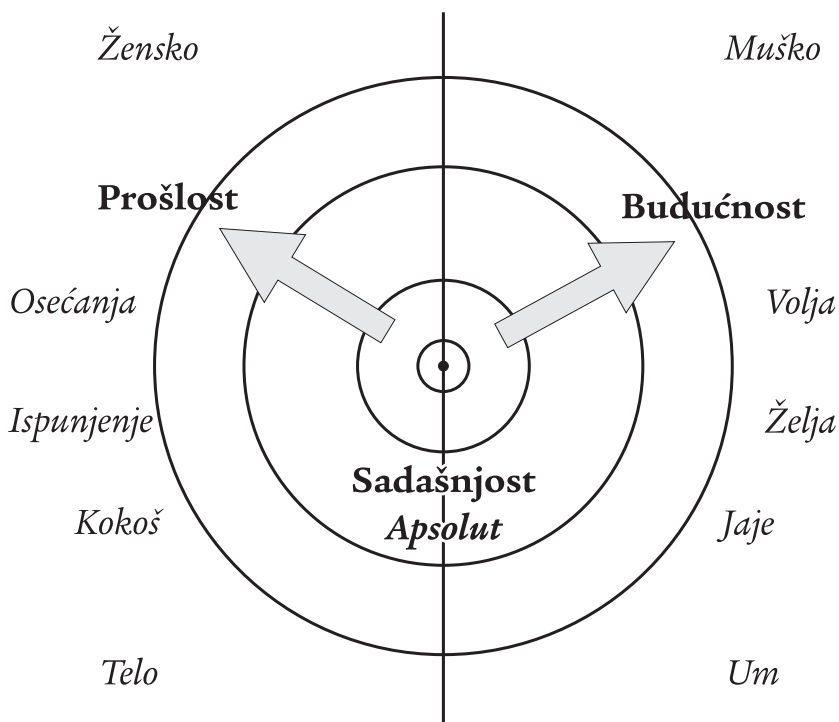 Žensko
Muško
Prošlost
Budućnost
Osećanja
Volja
Ispunjenje
Želja
Sadašnjost
Apsolut
Kokoš
Jaje
Telo
Um